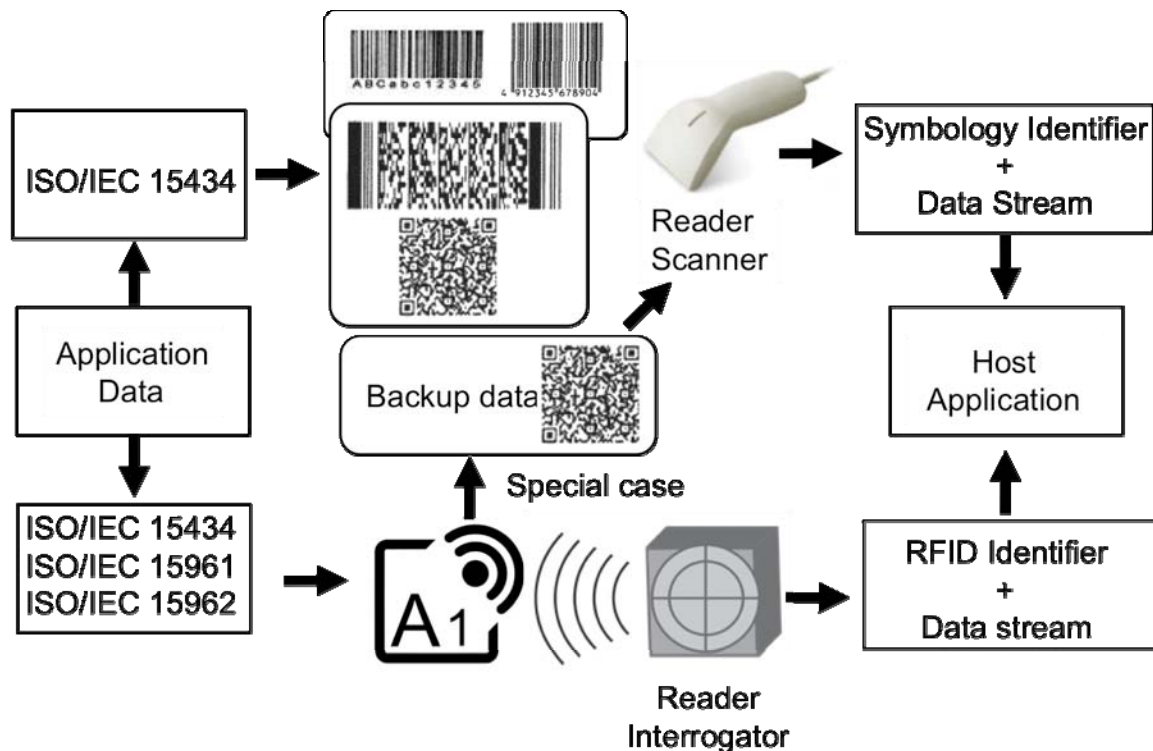 ABCabc12345
4 912345 678904
ISO/IEC 15434
Symbology Identifier
+
Data Stream
Reader
Scanner
Application
Data
Backup data
Host
Application
Special case
ISO/IEC 15434
ISO/IEC 15961
ISO/IEC 15962
A1
RFID Identifier
+
Data stream
Reader
Interrogator